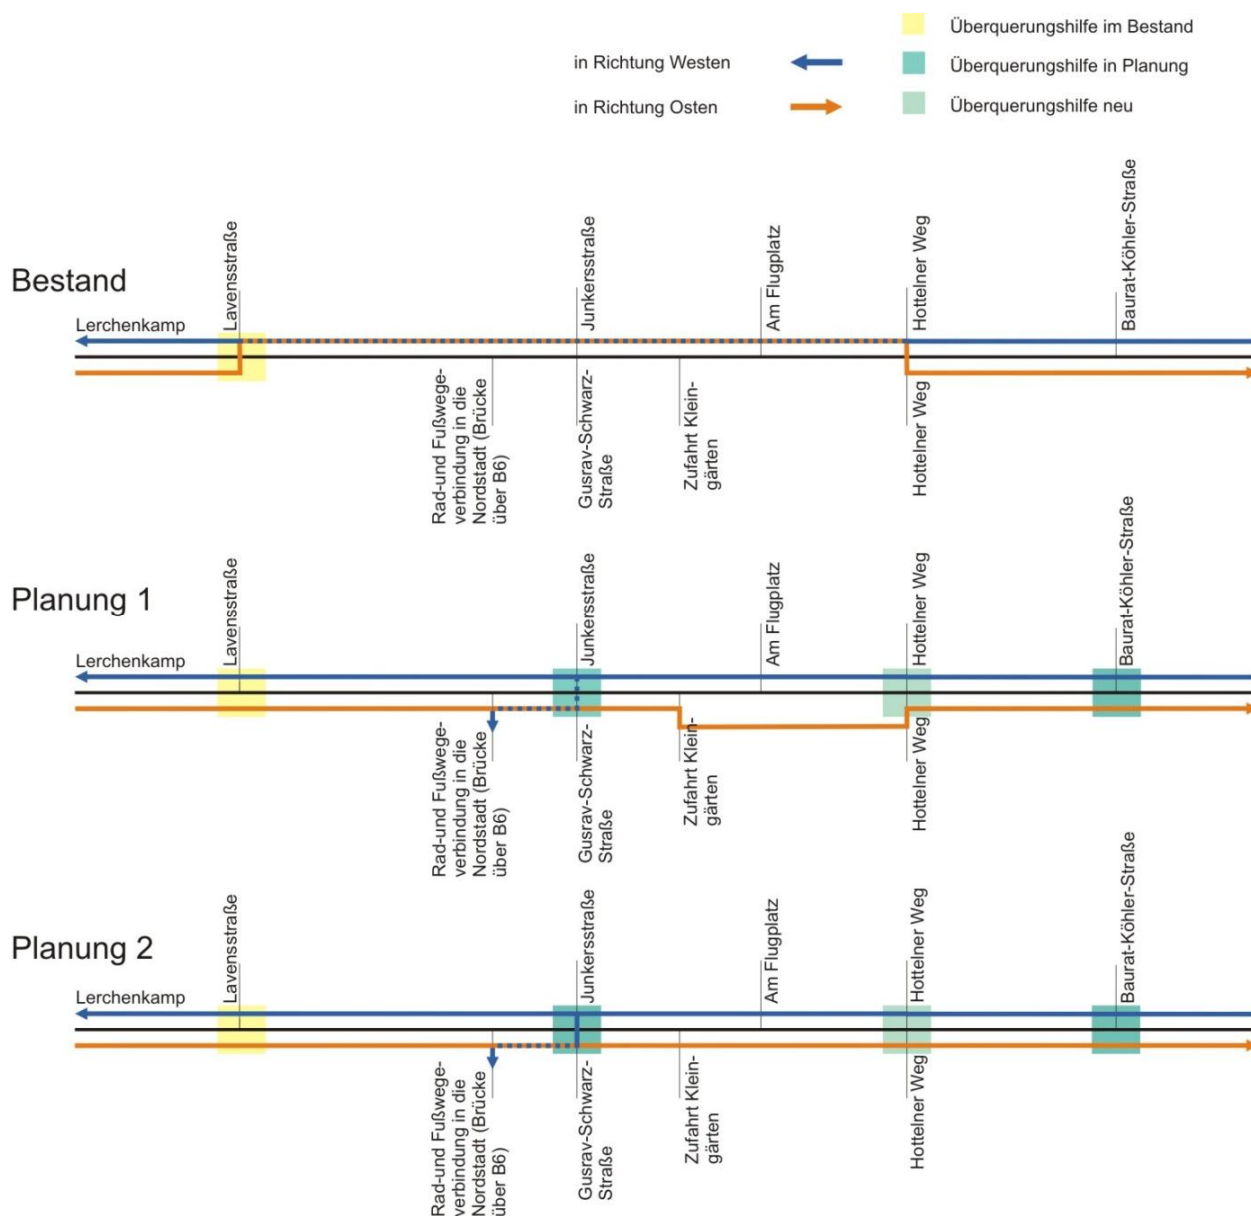 Überquerungshilfe im Bestand
in Richtung Westen
Überquerungshilfe in Planung
in Richtung Osten
Überquerungshilfe neu
Bestand
Lerchenkamp
Lavensstraße
Junkersstraße
Am Flugplatz
Hottelner Weg
Baurat-Köhler-Straße
Rad-und Fußwege-
verbindung in die
Nordstadt (Brücke
über B6)
Gusrav-Schwarz-
Straße
Zufahrt Klein-
gärten
Hottelner Weg
Planung 1
Lerchenkamp
Lavensstraße
Junkersstraße
Am Flugplatz
Hottelner Weg
Baurat-Köhler-Straße
Rad-und Fußwege-
verbindung in die
Nordstadt (Brücke
über B6)
Gusrav-Schwarz-
Straße
Zufahrt Klein-
gärten
Hottelner Weg
Planung 2
Lerchenkamp
Lavensstraße
Junkersstraße
Am Flugplatz
Hottelner Weg
Baurat-Köhler-Straße
Rad-und Fußwege-
verbindung in die
Nordstadt (Brücke
über B6)
Gusrav-Schwarz-
Straße
Zufahrt Klein-
gärten
Hottelner Weg